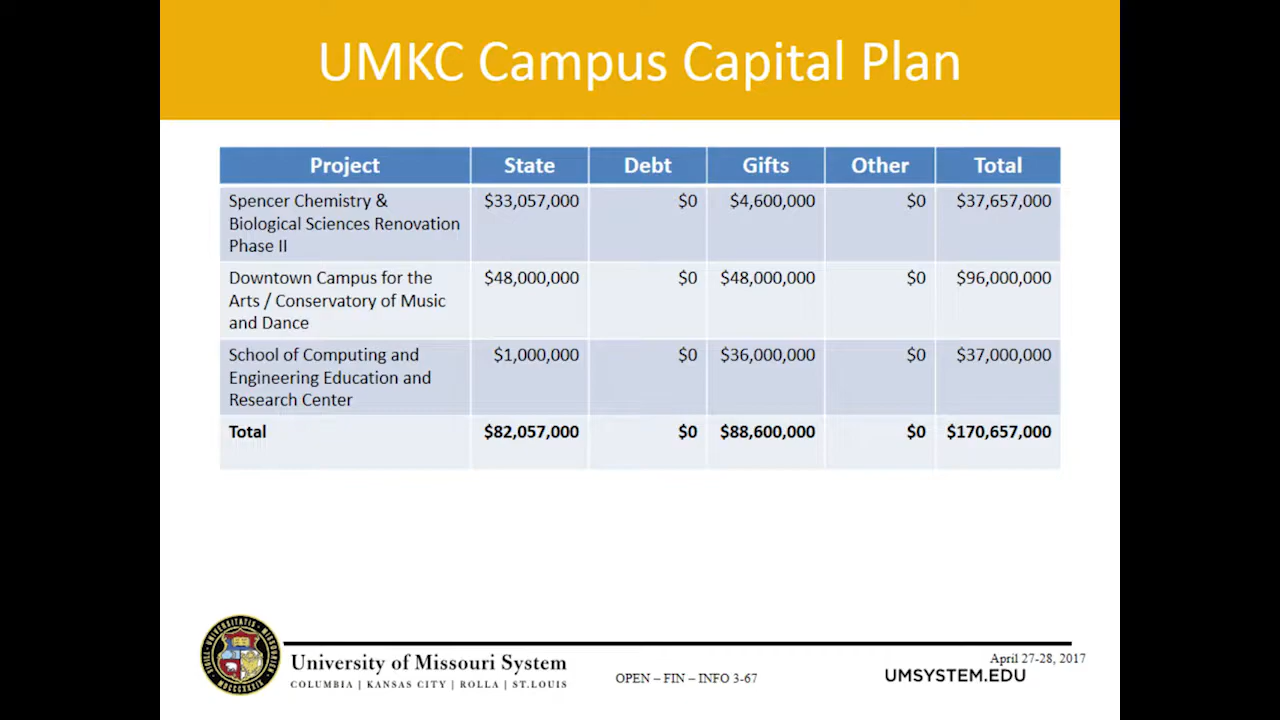 UMKC Campus Capital Plan
Project State Debt Gifts Other Total
Spencer Chemistry & $33,057,000 $0 $4,600,000 $0 $37,657,000
Biological Sciences Renovation
Phase II
Downtown Campus for the $48,000,000 $0 $48,000,000 $0 $96,000,000
Arts / Conservatory of Music
and Dance
School of Computing and $1,000,000 $0 $36,000,000 $0 $37,000,000
Engineering Education and
Research Center
Total $82,057,000 $0 $88,600,000 $0 $170,657,000
University of Missouri System
COLUMBIA | KANSAS CITY | ROLLA | ST.LOUIS
OPEN – FIN – INFO 3-67
April 27-28, 2017
UMSYSTEM.EDU